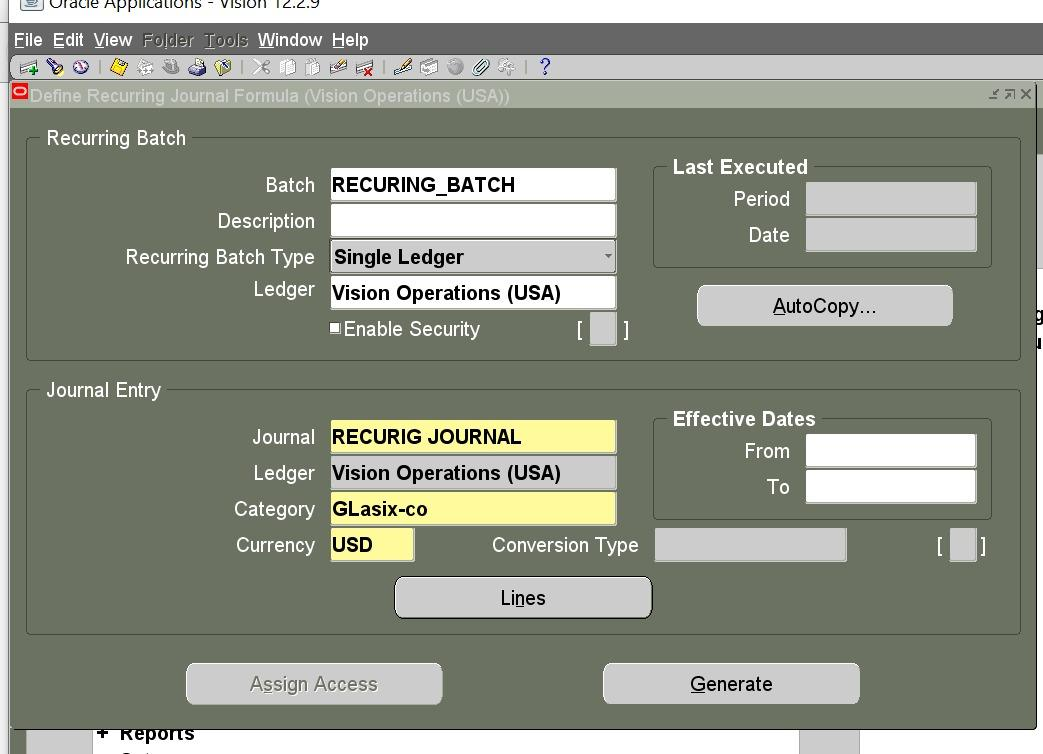 Oracle Applications - Vision 12.2.9
File Edit View Folder Tools Window Help
Define Recurring Journal Formula (Vision Operations (USA))
Recurring Batch
Batch RECURING_BATCH
Description
Recurring Batch Type Single Ledger
Ledger Vision Operations (USA)
Enable Security [ ]
Last Executed
Period
Date
AutoCopy...
Journal Entry
Journal RECURIG JOURNAL
Ledger Vision Operations (USA)
Category GLasix-co
Currency USD
Conversion Type [ ]
Effective Dates
From
To
Lines
Assign Access
Generate
+ Reports